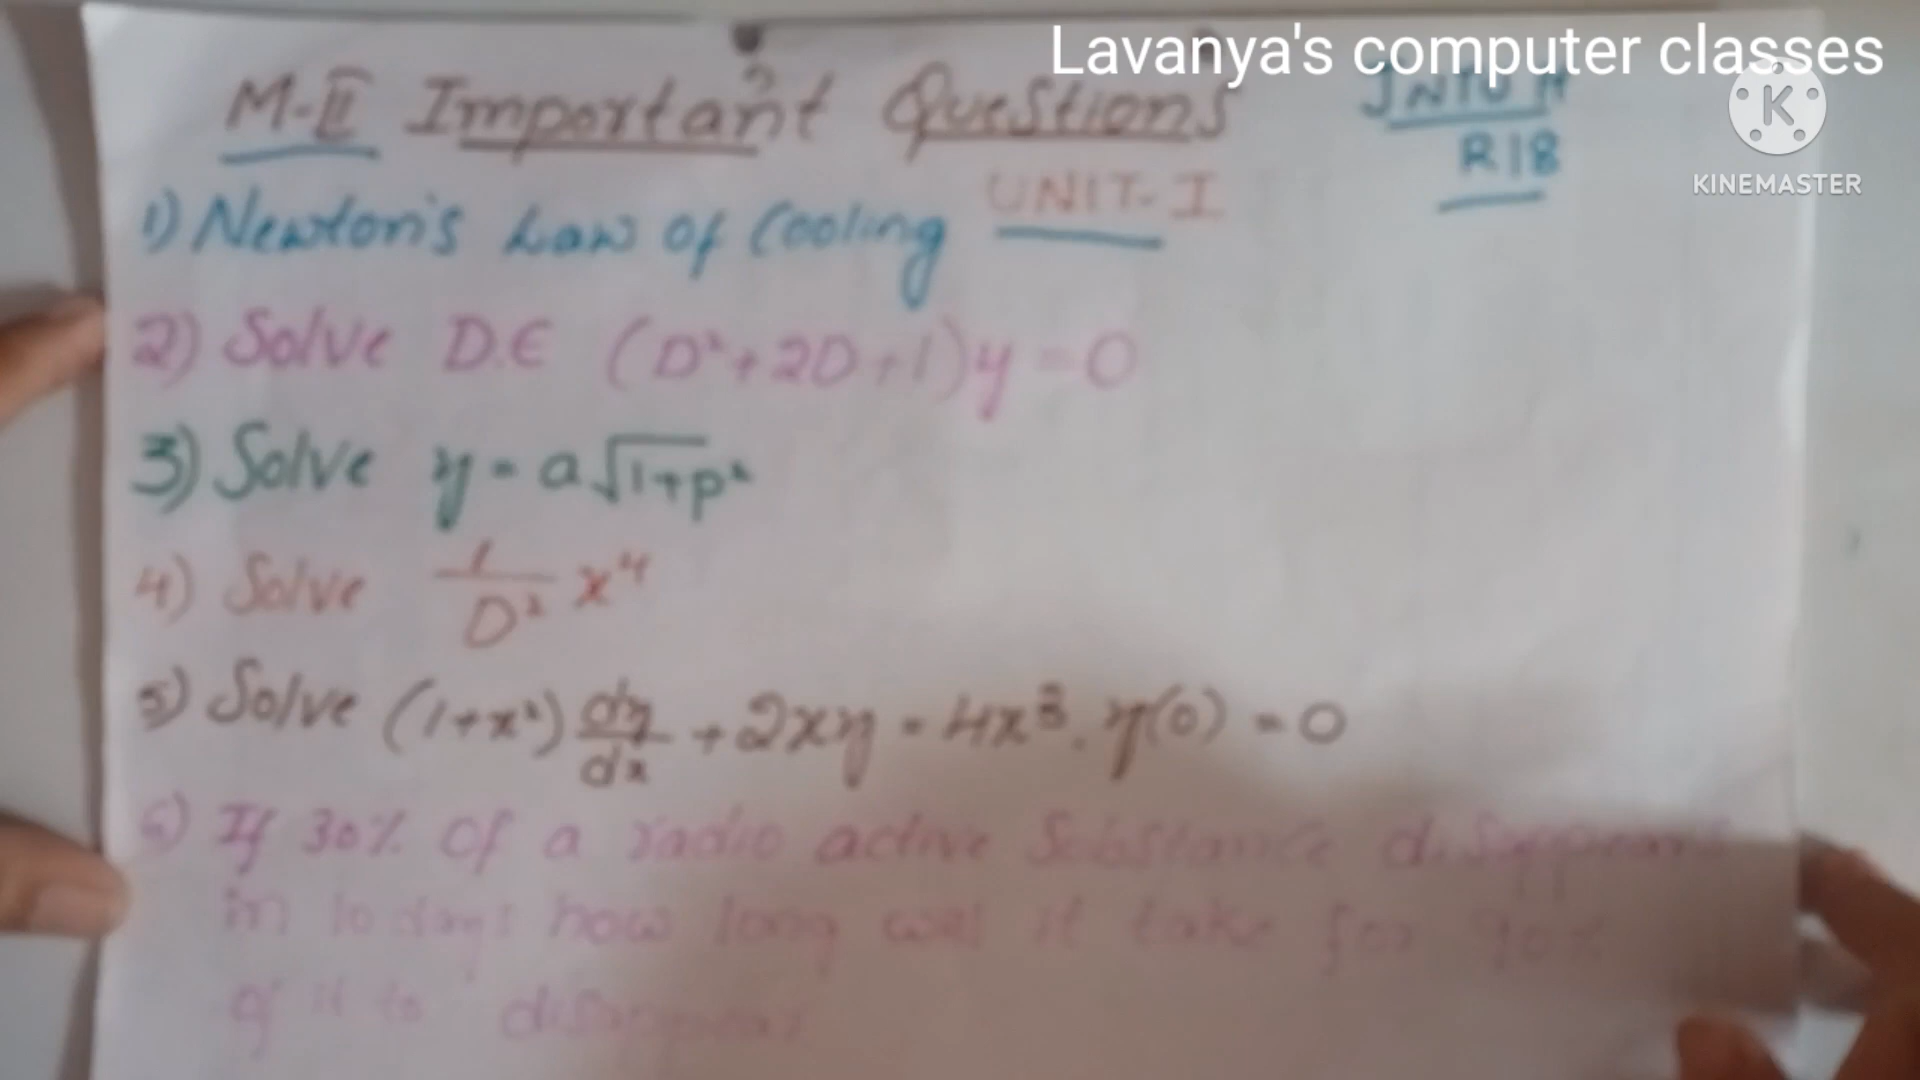 Lavanya's computer classes
M-II Important Questions
JNTUH
R18
KINEMASTER
UNIT-I
1) Newton's Law of Cooling
2) Solve D.E (D²+2D+1)y=0
3) Solve y=a√1+p²
4) Solve 1/D² x⁴
5) Solve (1+x²) dy/dx + 2xy = 4x³. y(0) = 0
6) If 30% of a radio active Substance disappears
in 10 days how long will it take for 90%
of it to disappear